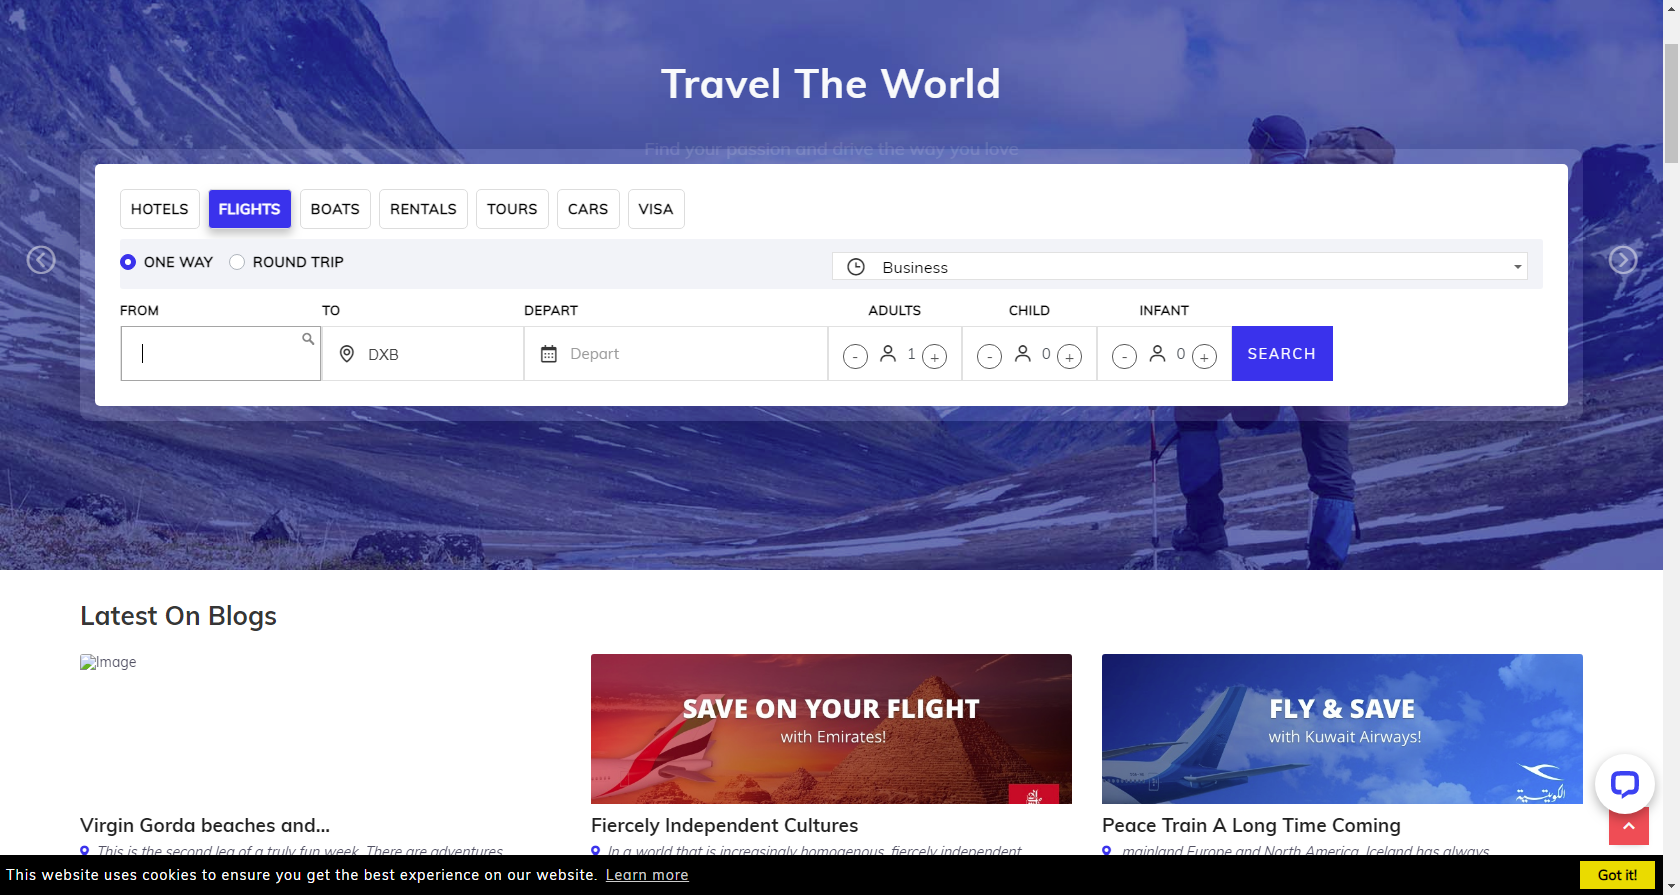 Travel The World
Find your passion and drive the way you love
HOTELS
FLIGHTS
BOATS
RENTALS
TOURS
CARS
VISA
ONE WAY
ROUND TRIP
Business
FROM
TO
DEPART
ADULTS
CHILD
INFANT
DXB
Depart
- 1 +
- 0 +
- 0 +
SEARCH
Latest On Blogs
Image
SAVE ON YOUR FLIGHT
with Emirates!
FLY & SAVE
with Kuwait Airways!
الكويتية
Virgin Gorda beaches and...
Fiercely Independent Cultures
Peace Train A Long Time Coming
This is the second leg of a truly fun week. There are adventures
In a world that is increasingly homogenous, fiercely independent
mainland Europe and North America, Iceland has always
This website uses cookies to ensure you get the best experience on our website. Learn more
Got it!